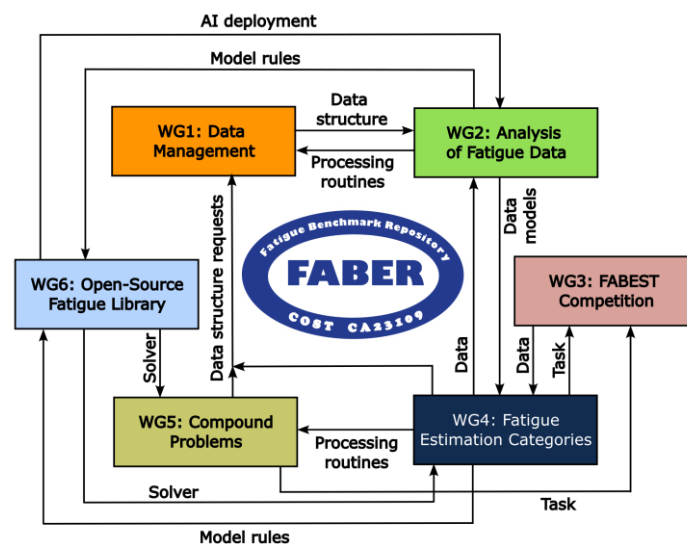 AI deployment
Model rules
Data
structure
WG1: Data
Management
WG2: Analysis
of Fatigue Data
Processing
routines
Data structure requests
Fatigue Benchmark Repository
FABER
COST CA23109
Data
models
WG6: Open-Source
Fatigue Library
WG3: FABEST
Competition
Solver
Data
Data
Task
WG5: Compound
Problems
WG4: Fatigue
Estimation Categories
Processing
routines
Solver
Task
Model rules